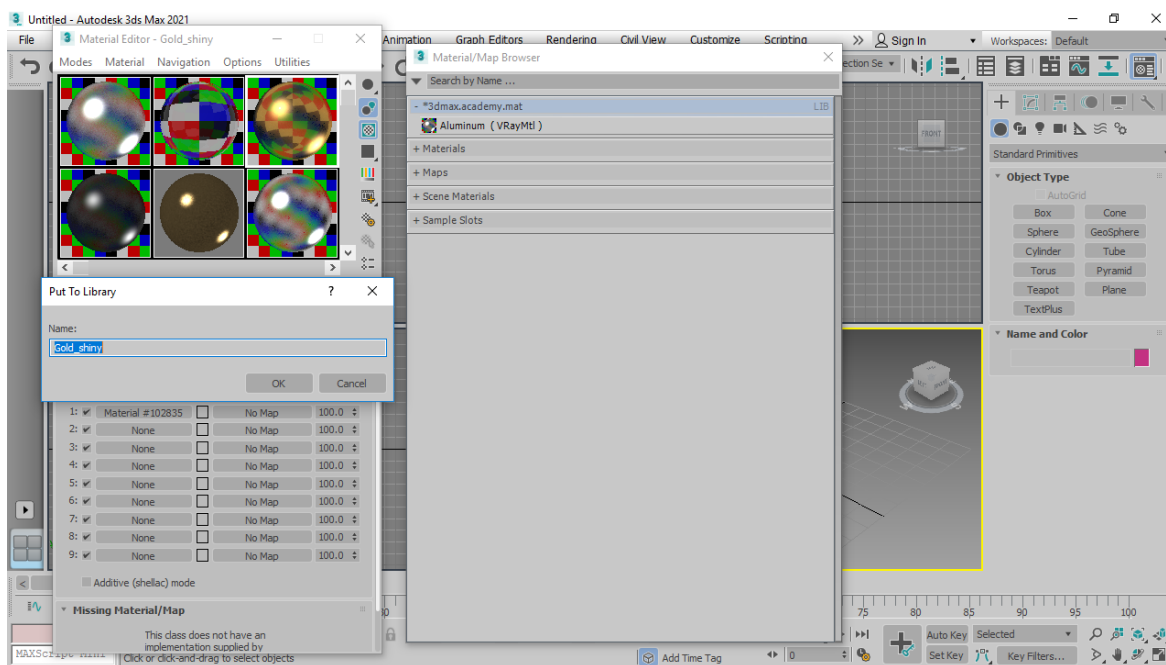 Untitled - Autodesk 3ds Max 2021
File
Animation
Graph Editors
Rendering
Civil View
Customize
Scripting
Sign In
Workspaces: Default
Material Editor - Gold_shiny
Modes Material Navigation Options Utilities
Put To Library
?
Name:
Gold_shiny
OK
Cancel
1: Material #102835 No Map 100.0
2: None No Map 100.0
3: None No Map 100.0
4: None No Map 100.0
5: None No Map 100.0
6: None No Map 100.0
7: None No Map 100.0
8: None No Map 100.0
9: None No Map 100.0
Additive (shellac) mode
Missing Material/Map
This class does not have an
implementation supplied by
Click or click-and-drag to select objects
Material/Map Browser
Search by Name ...
- *3dmax.academy.mat LIB
Aluminum ( VRayMtl )
+ Materials
+ Maps
+ Scene Materials
+ Sample Slots
ection Se
FRONT
Standard Primitives
Object Type
AutoGrid
Box Cone
Sphere GeoSphere
Cylinder Tube
Torus Pyramid
Teapot Plane
TextPlus
Name and Color
75 80 85 90 95 100
Auto Key Selected
Set Key Key Filters...
0
Add Time Tag
MAXScript Mini